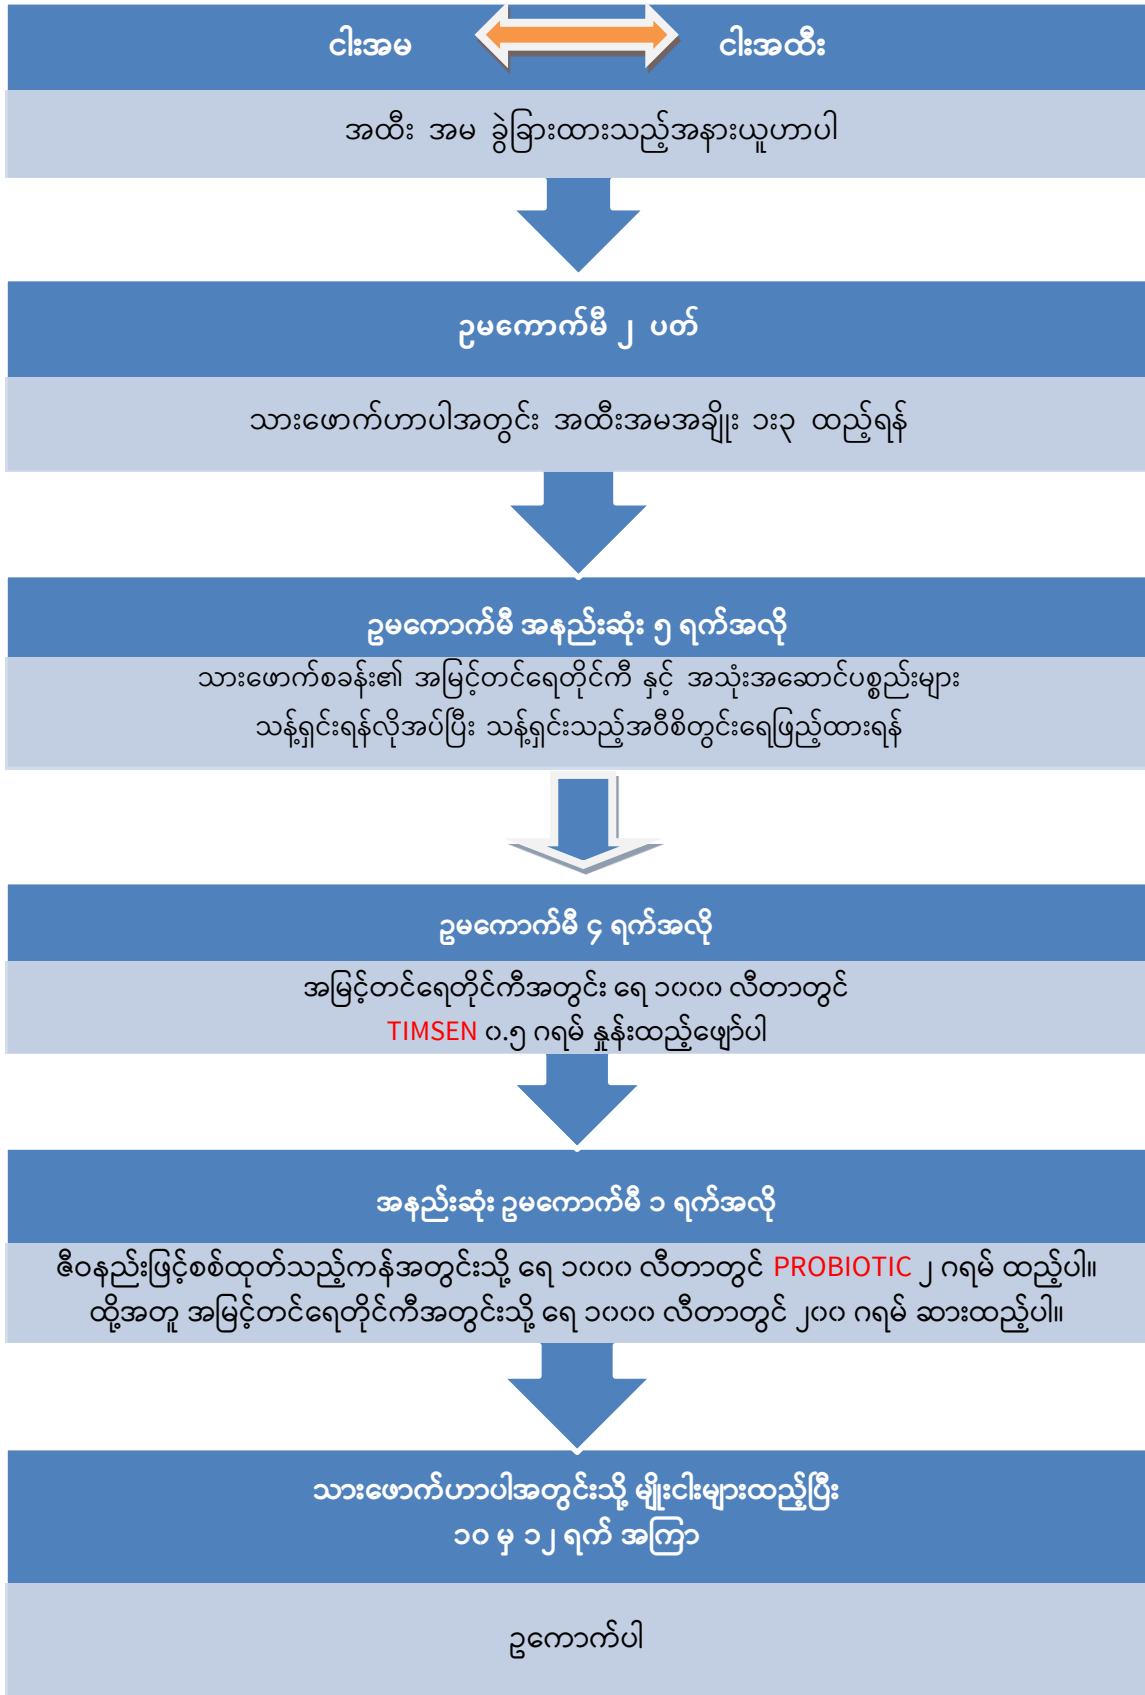 ငါးအမ ငါးအထီး
အထီး အမ ခွဲခြားထားသည့်အနားယူဟာပါ
ဥမကောက်မီ ၂ ပတ်
သားဖောက်ဟာပါအတွင်း အထီးအမအချိုး ၁း၃ ထည့်ရန်
ဥမကောက်မီ အနည်းဆုံး ၅ ရက်အလို
သားဖောက်စခန်း၏ အမြင့်တင်ရေတိုင်ကီ နှင့် အသုံးအဆောင်ပစ္စည်းများ
သန့်ရှင်းရန်လိုအပ်ပြီး သန့်ရှင်းသည့်အဝီစိတွင်းရေဖြည့်ထားရန်
ဥမကောက်မီ ၄ ရက်အလို
အမြင့်တင်ရေတိုင်ကီအတွင်း ရေ ၁၀၀၀ လီတာတွင်
TIMSEN ၀.၅ ဂရမ် နှုန်းထည့်ဖျော်ပါ
အနည်းဆုံး ဥမကောက်မီ ၁ ရက်အလို
ဇီဝနည်းဖြင့်စစ်ထုတ်သည့်ကန်အတွင်းသို့ ရေ ၁၀၀၀ လီတာတွင် PROBIOTIC ၂ ဂရမ် ထည့်ပါ။
ထို့အတူ အမြင့်တင်ရေတိုင်ကီအတွင်းသို့ ရေ ၁၀၀၀ လီတာတွင် ၂၀၀ ဂရမ် ဆားထည့်ပါ။
သားဖောက်ဟာပါအတွင်းသို့ မျိုးငါးများထည့်ပြီး
၁၀ မှ ၁၂ ရက် အကြာ
ဥကောက်ပါ